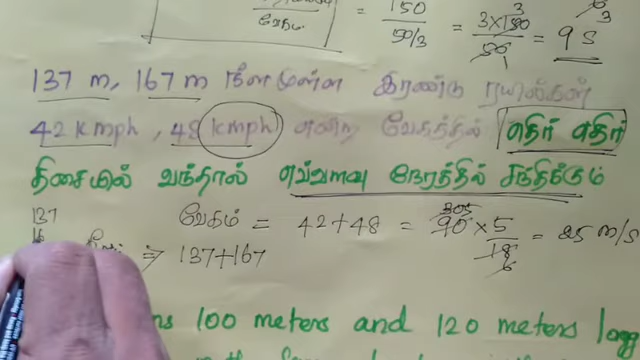 வேகம்
= 150 / 50/3 = 3×150 / 50 = 9 s
137 m, 167 m நீளமுள்ள இரண்டு ரயில்கள்
42 kmph, 48 kmph என்ற வேகத்தில் எதிர் எதிர்
திசையில் வந்தால் எவ்வளவு நேரத்தில் சந்திக்கும்
வேகம் = 42+48 = 90 × 5/18 = 25 m/s
137
⇒ 137+167
100 meters and 120 meters long